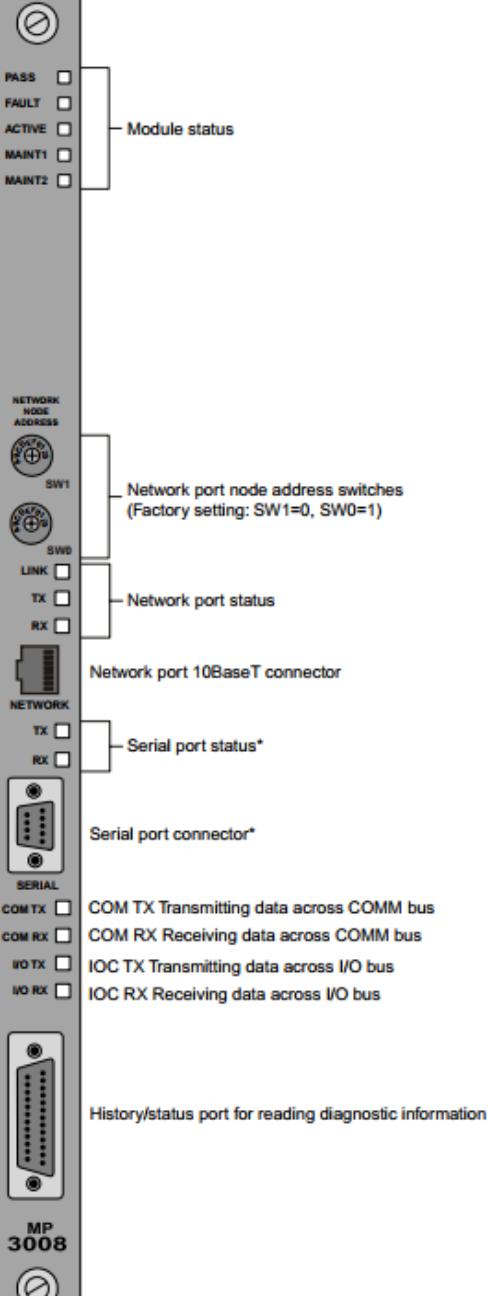 PASS
FAULT
ACTIVE
MAINT1
MAINT2
Module status
NETWORK
NODE
ADDRESS
SW1
SW0
Network port node address switches
(Factory setting: SW1=0, SW0=1)
LINK
TX
RX
Network port status
Network port 10BaseT connector
NETWORK
TX
RX
Serial port status*
Serial port connector*
SERIAL
COM TX COM TX Transmitting data across COMM bus
COM RX COM RX Receiving data across COMM bus
I/O TX IOC TX Transmitting data across I/O bus
I/O RX IOC RX Receiving data across I/O bus
History/status port for reading diagnostic information
MP
3008